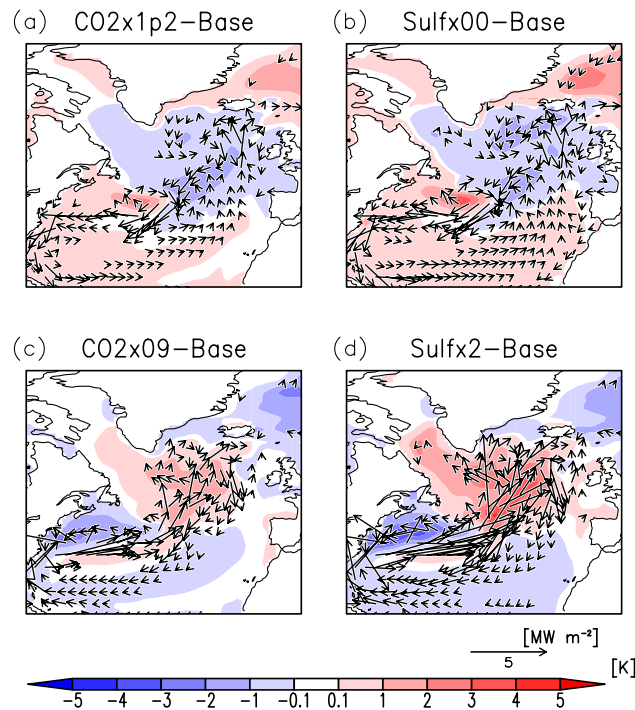 (a) CO2x1p2−Base
(b) Sulfx00−Base
(c) CO2x09−Base
(d) Sulfx2−Base
[MW m⁻²]
5
[K]
−5 −4 −3 −2 −1 −0.1 0.1 1 2 3 4 5